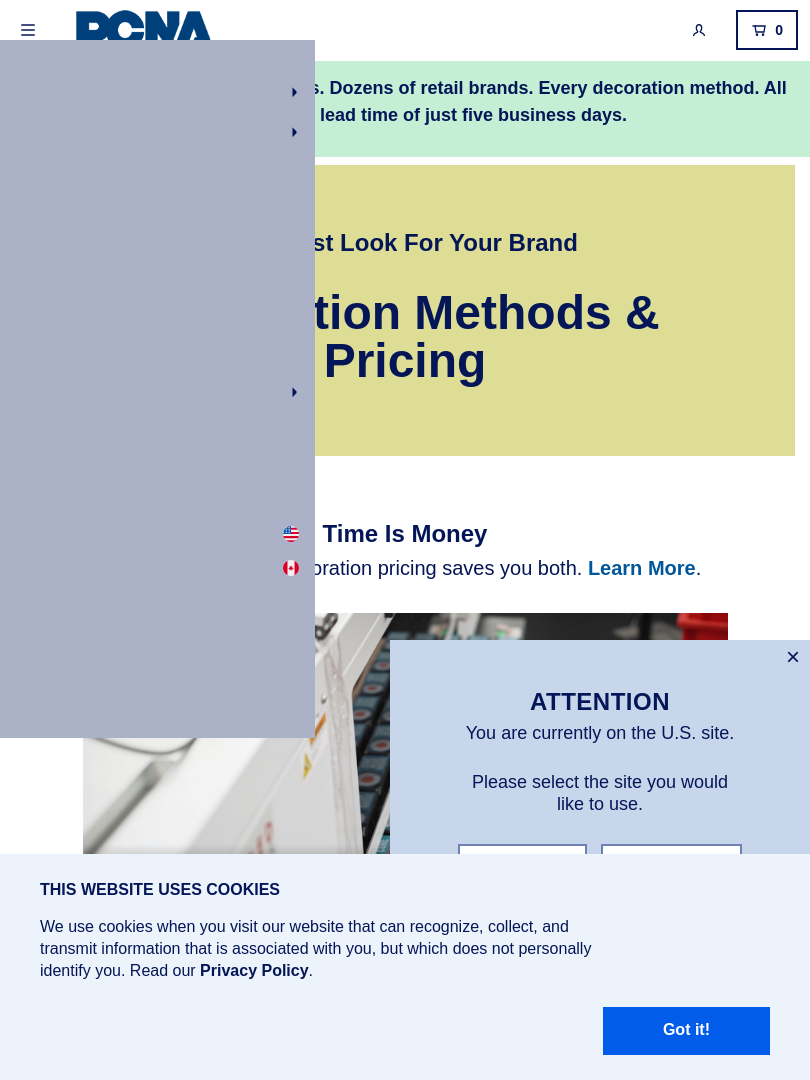 PCNA
0
s. Dozens of retail brands. Every decoration method. All
lead time of just five business days.
st Look For Your Brand
tion Methods &
Pricing
Time Is Money
oration pricing saves you both. Learn More.
ATTENTION
You are currently on the U.S. site.
Please select the site you would
like to use.
THIS WEBSITE USES COOKIES
We use cookies when you visit our website that can recognize, collect, and
transmit information that is associated with you, but which does not personally
identify you. Read our Privacy Policy.
Got it!